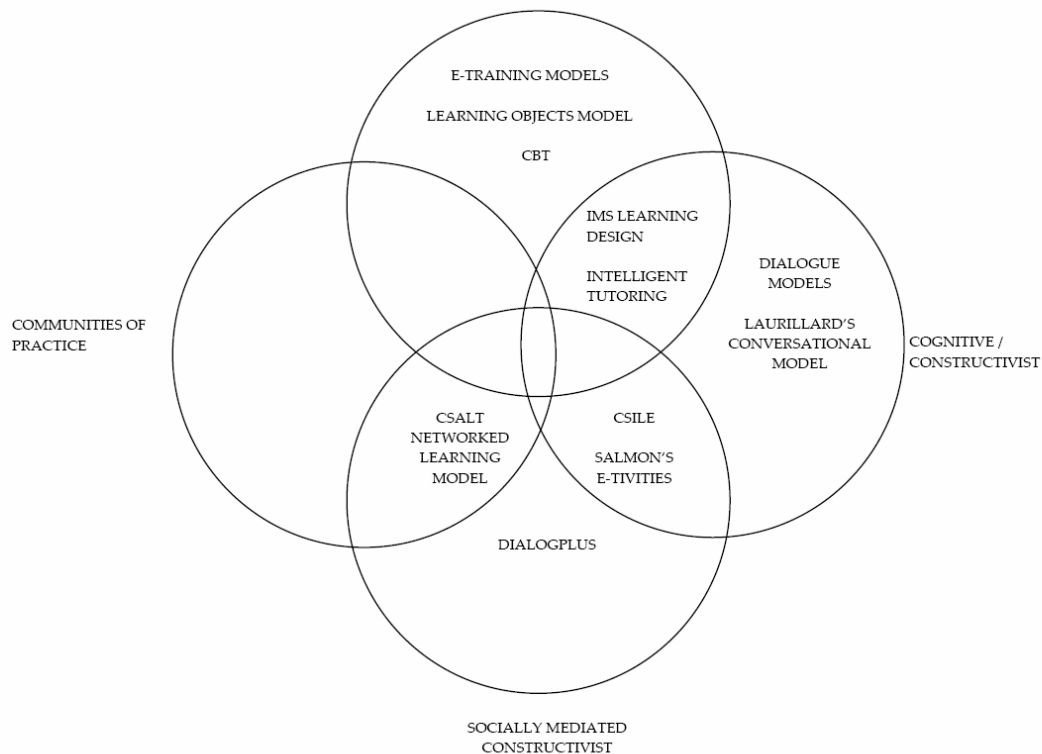 E-TRAINING MODELS
LEARNING OBJECTS MODEL
CBT
IMS LEARNING
DESIGN
INTELLIGENT
TUTORING
DIALOGUE
MODELS
LAURILLARD'S
CONVERSATIONAL
MODEL
COMMUNITIES OF
PRACTICE
COGNITIVE /
CONSTRUCTIVIST
CSALT
NETWORKED
LEARNING
MODEL
CSILE
SALMON'S
E-TIVITIES
DIALOGPLUS
SOCIALLY MEDIATED
CONSTRUCTIVIST